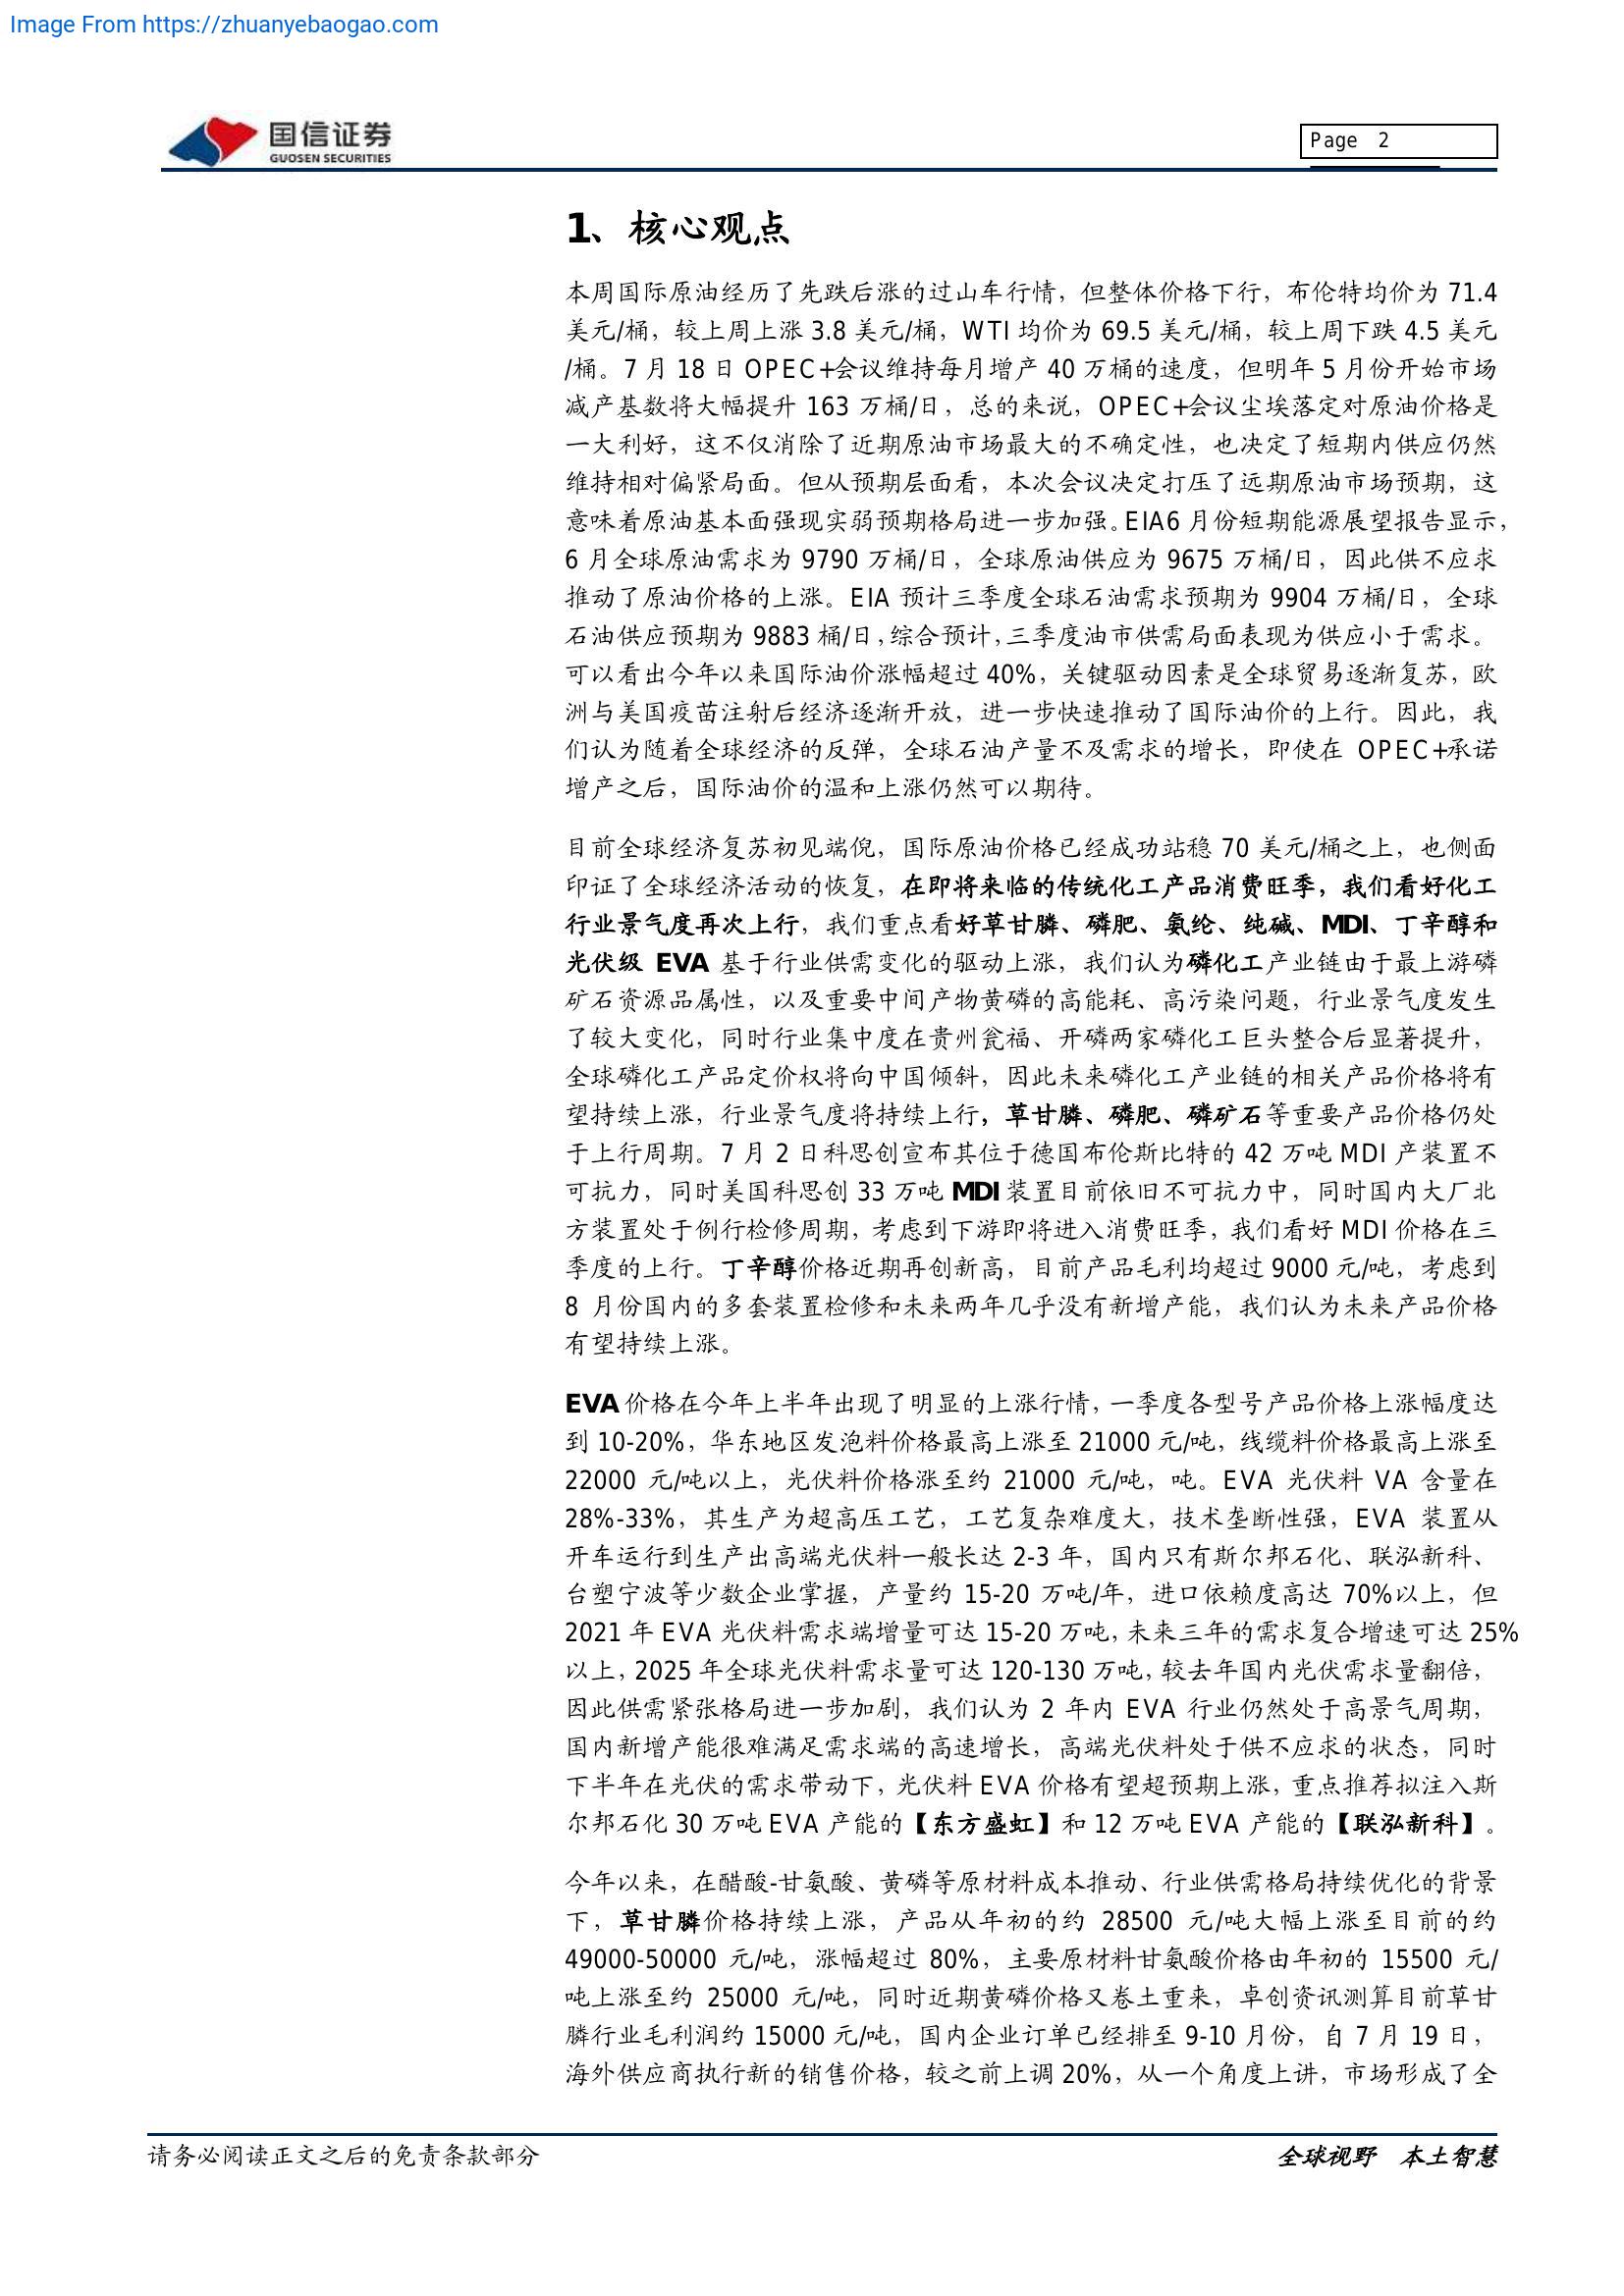 Image From https://zhuanyebaogao.com
国信证券
GUOSEN SECURITIES
Page 2
1、核心观点
本周国际原油经历了先跌后涨的过山车行情，但整体价格下行，布伦特均价为 71.4
美元/桶，较上周上涨 3.8 美元/桶，WTI 均价为 69.5 美元/桶，较上周下跌 4.5 美元
/桶。7 月 18 日 OPEC+会议维持每月增产 40 万桶的速度，但明年 5 月份开始市场
减产基数将大幅提升 163 万桶/日，总的来说，OPEC+会议尘埃落定对原油价格是
一大利好，这不仅消除了近期原油市场最大的不确定性，也决定了短期内供应仍然
维持相对偏紧局面。但从预期层面看，本次会议决定打压了远期原油市场预期，这
意味着原油基本面强现实弱预期格局进一步加强。EIA6 月份短期能源展望报告显示，
6 月全球原油需求为 9790 万桶/日，全球原油供应为 9675 万桶/日，因此供不应求
推动了原油价格的上涨。EIA 预计三季度全球石油需求预期为 9904 万桶/日，全球
石油供应预期为 9883 桶/日，综合预计，三季度油市供需局面表现为供应小于需求。
可以看出今年以来国际油价涨幅超过 40%，关键驱动因素是全球贸易逐渐复苏，欧
洲与美国疫苗注射后经济逐渐开放，进一步快速推动了国际油价的上行。因此，我
们认为随着全球经济的反弹，全球石油产量不及需求的增长，即使在 OPEC+承诺
增产之后，国际油价的温和上涨仍然可以期待。
目前全球经济复苏初见端倪，国际原油价格已经成功站稳 70 美元/桶之上，也侧面
印证了全球经济活动的恢复，在即将来临的传统化工产品消费旺季，我们看好化工
行业景气度再次上行，我们重点看好草甘膦、磷肥、氨纶、纯碱、MDI、丁辛醇和
光伏级 EVA 基于行业供需变化的驱动上涨，我们认为磷化工产业链由于最上游磷
矿石资源品属性，以及重要中间产物黄磷的高能耗、高污染问题，行业景气度发生
了较大变化，同时行业集中度在贵州瓮福、开磷两家磷化工巨头整合后显著提升，
全球磷化工产品定价权将向中国倾斜，因此未来磷化工产业链的相关产品价格将有
望持续上涨，行业景气度将持续上行，草甘膦、磷肥、磷矿石等重要产品价格仍处
于上行周期。7 月 2 日科思创宣布其位于德国布伦斯比特的 42 万吨 MDI 产装置不
可抗力，同时美国科思创 33 万吨 MDI 装置目前依旧不可抗力中，同时国内大厂北
方装置处于例行检修周期，考虑到下游即将进入消费旺季，我们看好 MDI 价格在三
季度的上行。丁辛醇价格近期再创新高，目前产品毛利均超过 9000 元/吨，考虑到
8 月份国内的多套装置检修和未来两年几乎没有新增产能，我们认为未来产品价格
有望持续上涨。
EVA 价格在今年上半年出现了明显的上涨行情，一季度各型号产品价格上涨幅度达
到 10-20%，华东地区发泡料价格最高上涨至 21000 元/吨，线缆料价格最高上涨至
22000 元/吨以上，光伏料价格涨至约 21000 元/吨，吨。EVA 光伏料 VA 含量在
28%-33%，其生产为超高压工艺，工艺复杂难度大，技术垄断性强，EVA 装置从
开车运行到生产出高端光伏料一般长达 2-3 年，国内只有斯尔邦石化、联泓新科、
台塑宁波等少数企业掌握，产量约 15-20 万吨/年，进口依赖度高达 70%以上，但
2021 年 EVA 光伏料需求端增量可达 15-20 万吨，未来三年的需求复合增速可达 25%
以上，2025 年全球光伏料需求量可达 120-130 万吨，较去年国内光伏需求量翻倍，
因此供需紧张格局进一步加剧，我们认为 2 年内 EVA 行业仍然处于高景气周期，
国内新增产能很难满足需求端的高速增长，高端光伏料处于供不应求的状态，同时
下半年在光伏的需求带动下，光伏料 EVA 价格有望超预期上涨，重点推荐拟注入斯
尔邦石化 30 万吨 EVA 产能的【东方盛虹】和 12 万吨 EVA 产能的【联泓新科】。
今年以来，在醋酸-甘氨酸、黄磷等原材料成本推动、行业供需格局持续优化的背景
下，草甘膦价格持续上涨，产品从年初的约 28500 元/吨大幅上涨至目前的约
49000-50000 元/吨，涨幅超过 80%，主要原材料甘氨酸价格由年初的 15500 元/
吨上涨至约 25000 元/吨，同时近期黄磷价格又卷土重来，卓创资讯测算目前草甘
膦行业毛利润约 15000 元/吨，国内企业订单已经排至 9-10 月份，自 7 月 19 日，
海外供应商执行新的销售价格，较之前上调 20%，从一个角度上讲，市场形成了全
请务必阅读正文之后的免责条款部分
全球视野 本土智慧